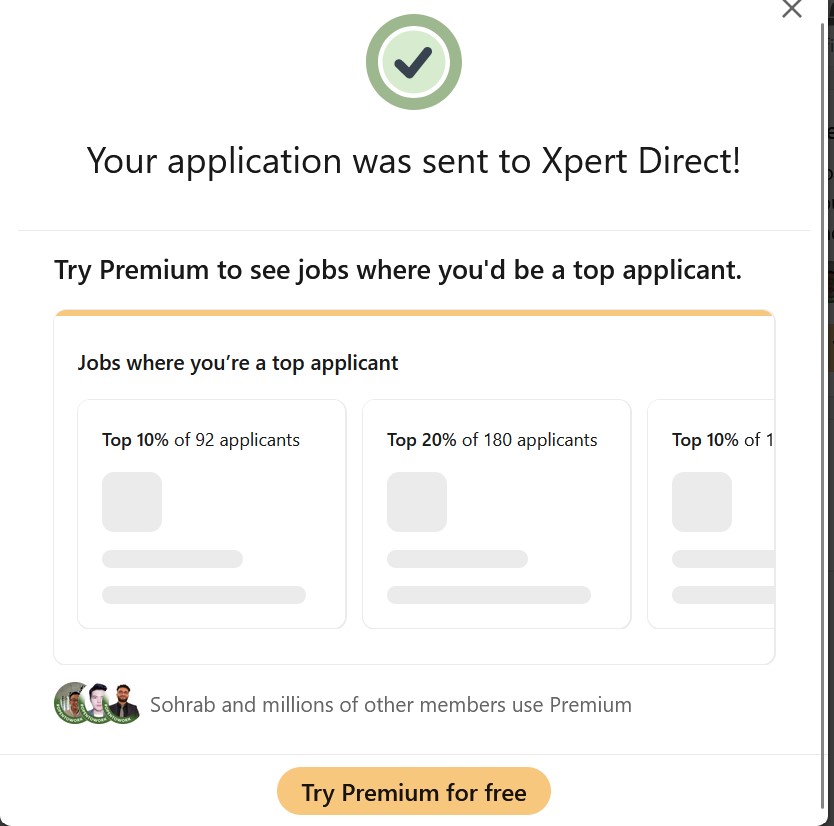 Your application was sent to Xpert Direct!
Try Premium to see jobs where you'd be a top applicant.
Jobs where you’re a top applicant
Top 10% of 92 applicants
Top 20% of 180 applicants
Top 10% of 1
Sohrab and millions of other members use Premium
Try Premium for free